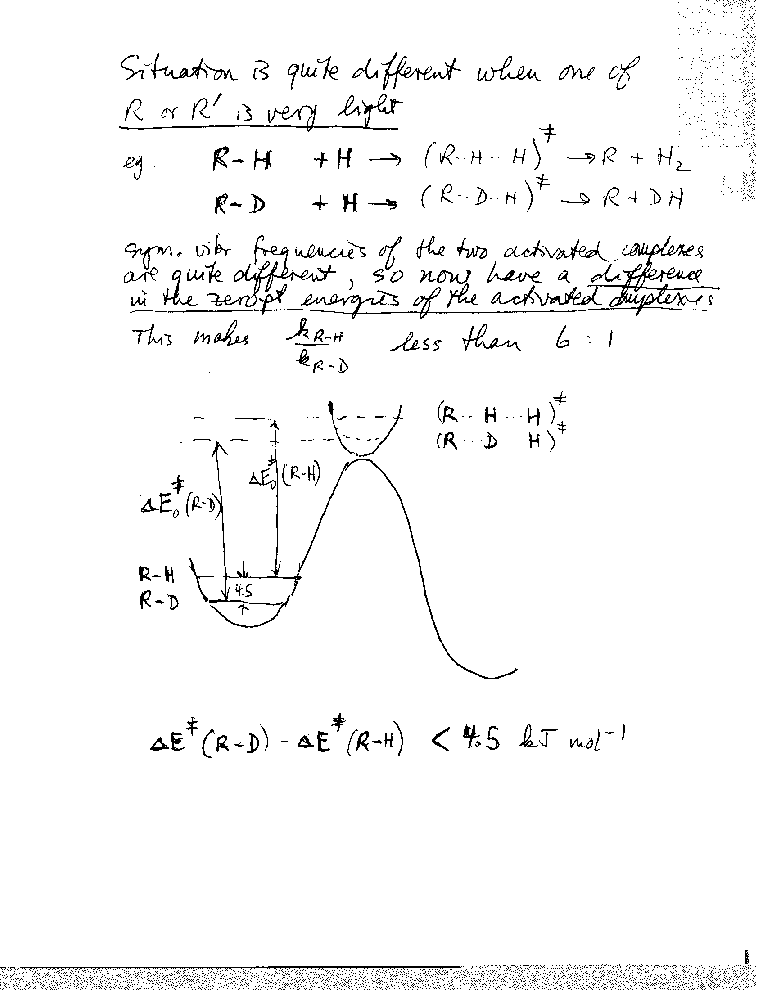 Situation is quite different when one of
R or R' is very light
eg. R-H + H → (R··H··H)‡ → R + H₂
R-D + H → (R··D··H)‡ → R + DH
sym. vibr frequencies of the two activated complexes
are quite different, so now have a difference
in the zero pt energies of the activated complexes
This makes k_R-H / k_R-D less than 6 : 1
(R·· H ··H)‡
(R·· D H)‡
ΔE₀‡(R-H)
ΔE₀‡(R-D)
R-H
4.5
R-D
ΔE‡(R-D) - ΔE‡(R-H) < 4.5 kJ mol⁻¹